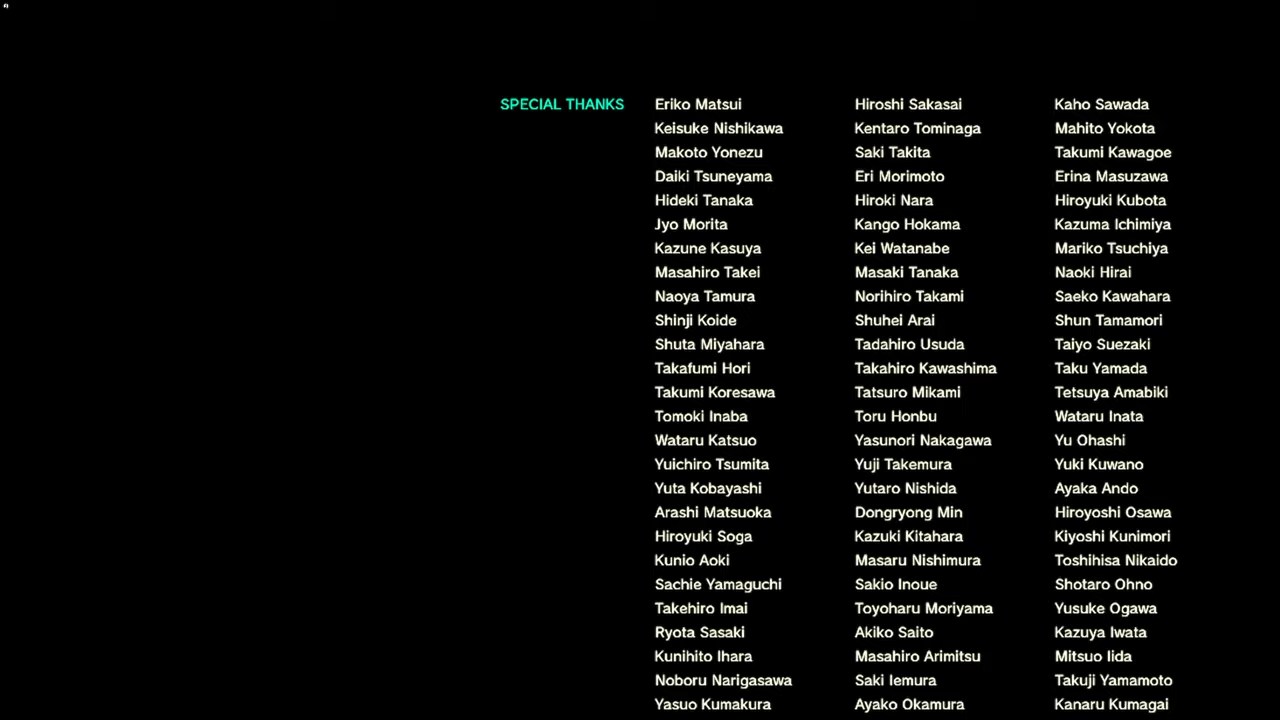 SPECIAL THANKS Eriko Matsui Hiroshi Sakasai Kaho Sawada
Keisuke Nishikawa Kentaro Tominaga Mahito Yokota
Makoto Yonezu Saki Takita Takumi Kawagoe
Daiki Tsuneyama Eri Morimoto Erina Masuzawa
Hideki Tanaka Hiroki Nara Hiroyuki Kubota
Jyo Morita Kango Hokama Kazuma Ichimiya
Kazune Kasuya Kei Watanabe Mariko Tsuchiya
Masahiro Takei Masaki Tanaka Naoki Hirai
Naoya Tamura Norihiro Takami Saeko Kawahara
Shinji Koide Shuhei Arai Shun Tamamori
Shuta Miyahara Tadahiro Usuda Taiyo Suezaki
Takafumi Hori Takahiro Kawashima Taku Yamada
Takumi Koresawa Tatsuro Mikami Tetsuya Amabiki
Tomoki Inaba Toru Honbu Wataru Inata
Wataru Katsuo Yasunori Nakagawa Yu Ohashi
Yuichiro Tsumita Yuji Takemura Yuki Kuwano
Yuta Kobayashi Yutaro Nishida Ayaka Ando
Arashi Matsuoka Dongryong Min Hiroyoshi Osawa
Hiroyuki Soga Kazuki Kitahara Kiyoshi Kunimori
Kunio Aoki Masaru Nishimura Toshihisa Nikaido
Sachie Yamaguchi Sakio Inoue Shotaro Ohno
Takehiro Imai Toyoharu Moriyama Yusuke Ogawa
Ryota Sasaki Akiko Saito Kazuya Iwata
Kunihito Ihara Masahiro Arimitsu Mitsuo Iida
Noboru Narigasawa Saki Iemura Takuji Yamamoto
Yasuo Kumakura Ayako Okamura Kanaru Kumagai